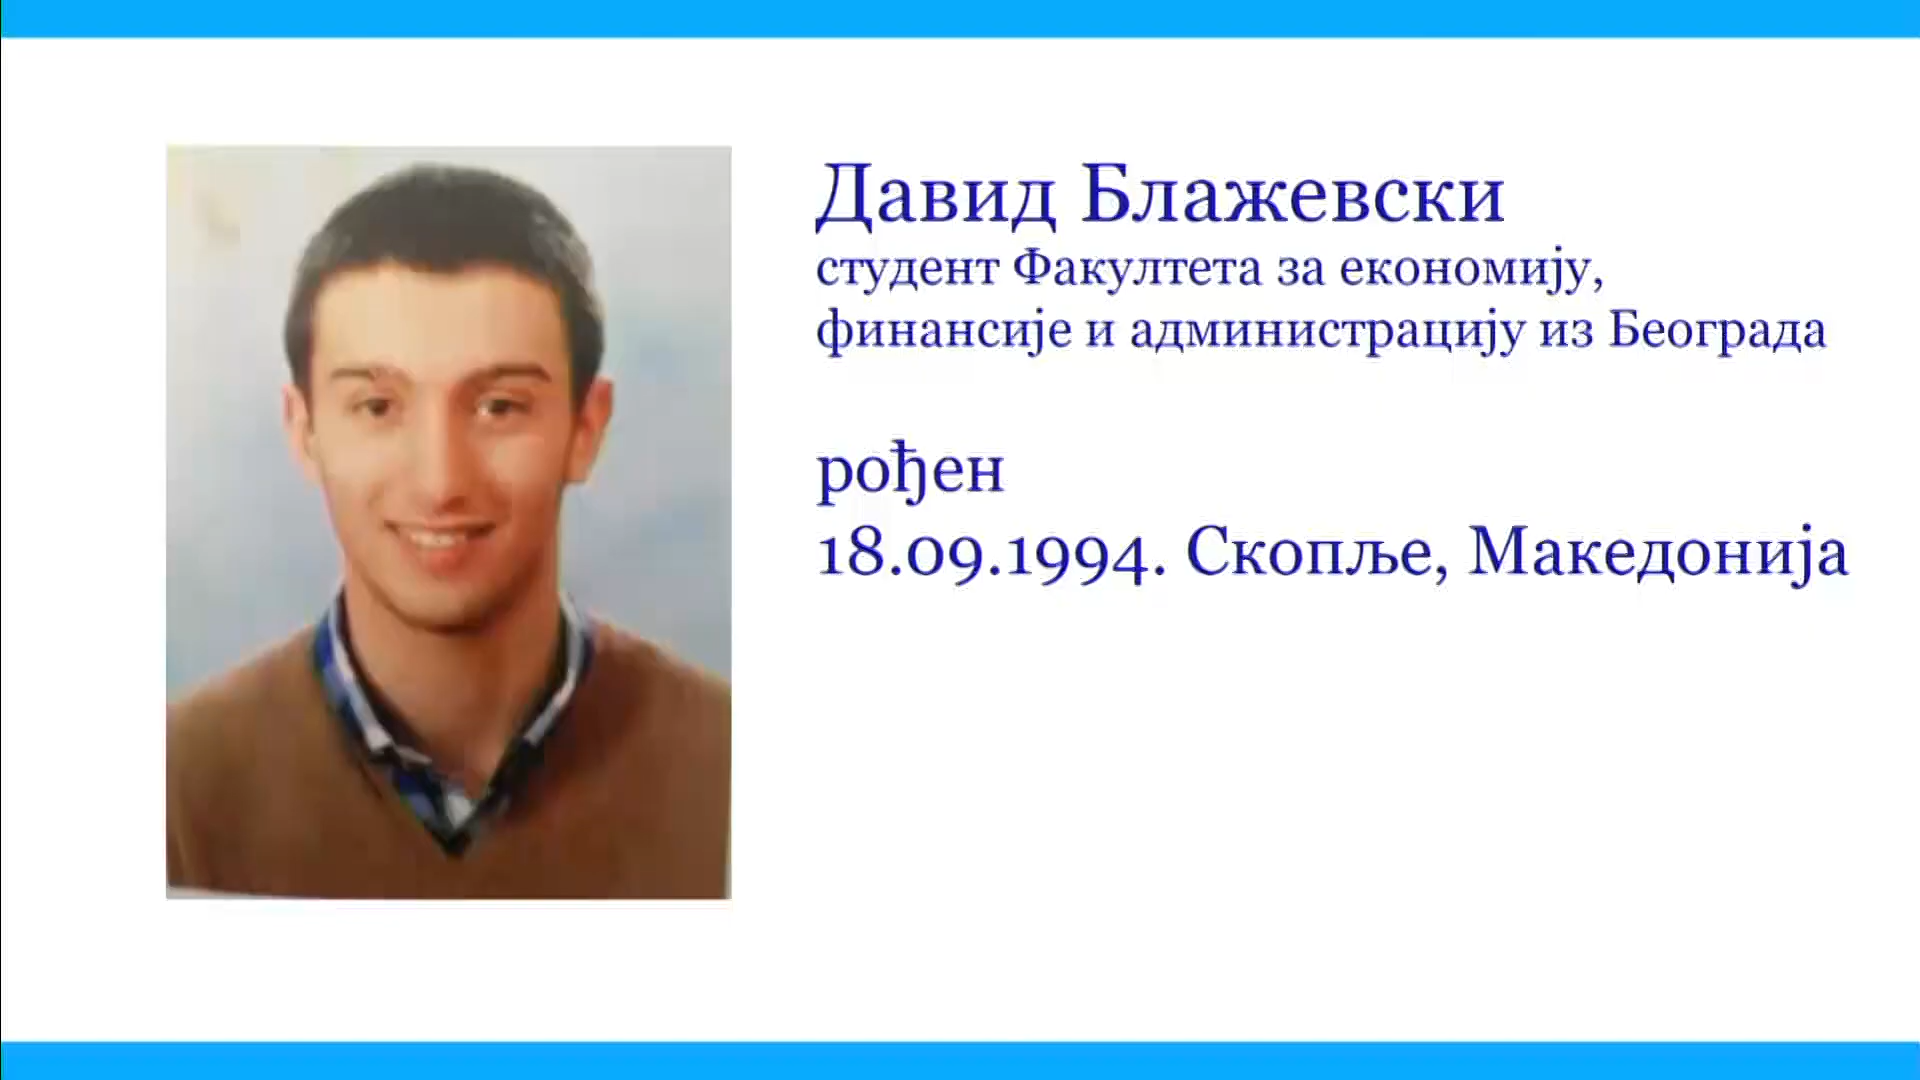 Давид Блажевски
студент Факултета за економију,
финансије и администрацију из Београда
рођен
18.09.1994. Скопље, Македонија